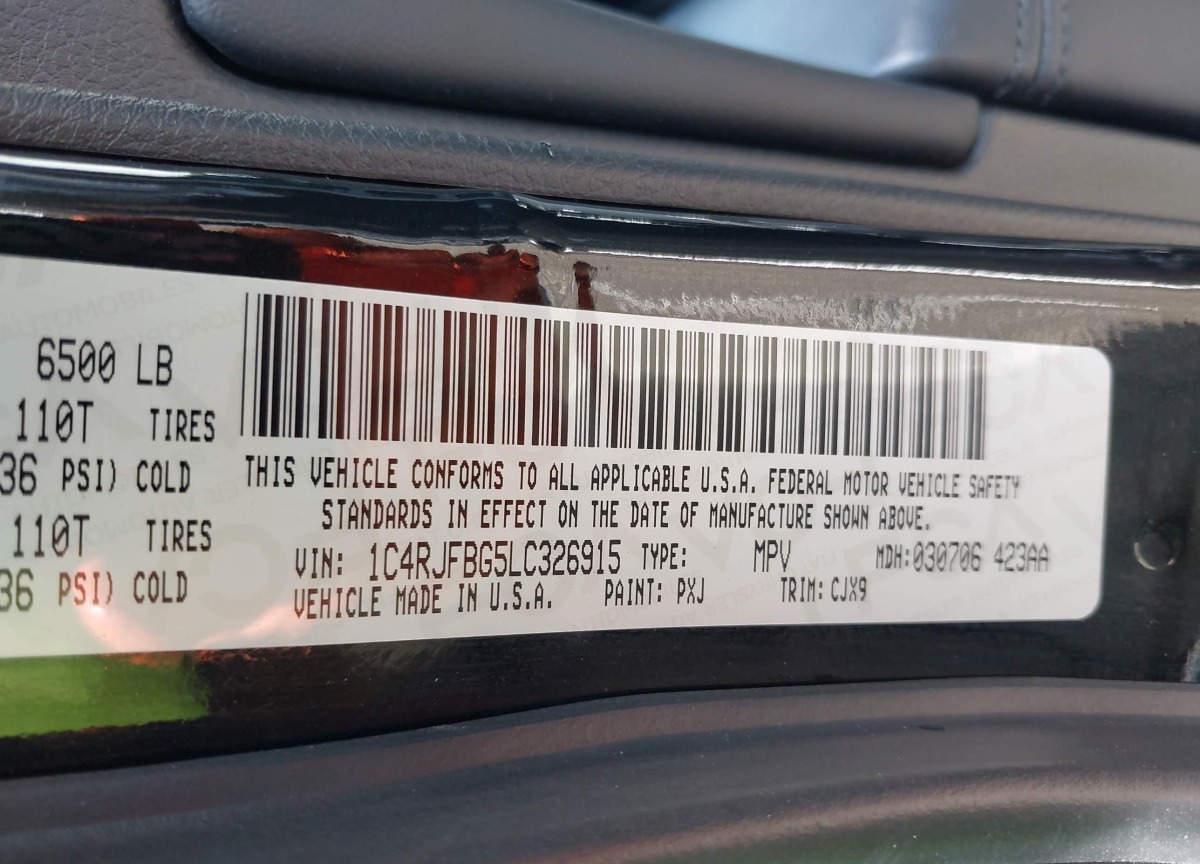 6500 LB
110T TIRES
36 PSI) COLD
110T TIRES
36 PSI) COLD
THIS VEHICLE CONFORMS TO ALL APPLICABLE U.S.A. FEDERAL MOTOR VEHICLE SAFETY
STANDARDS IN EFFECT ON THE DATE OF MANUFACTURE SHOWN ABOVE.
VIN: 1C4RJFBG5LC326915 TYPE: MPV MDH:030706 423AA
VEHICLE MADE IN U.S.A. PAINT: PXJ TRIM: CJX9